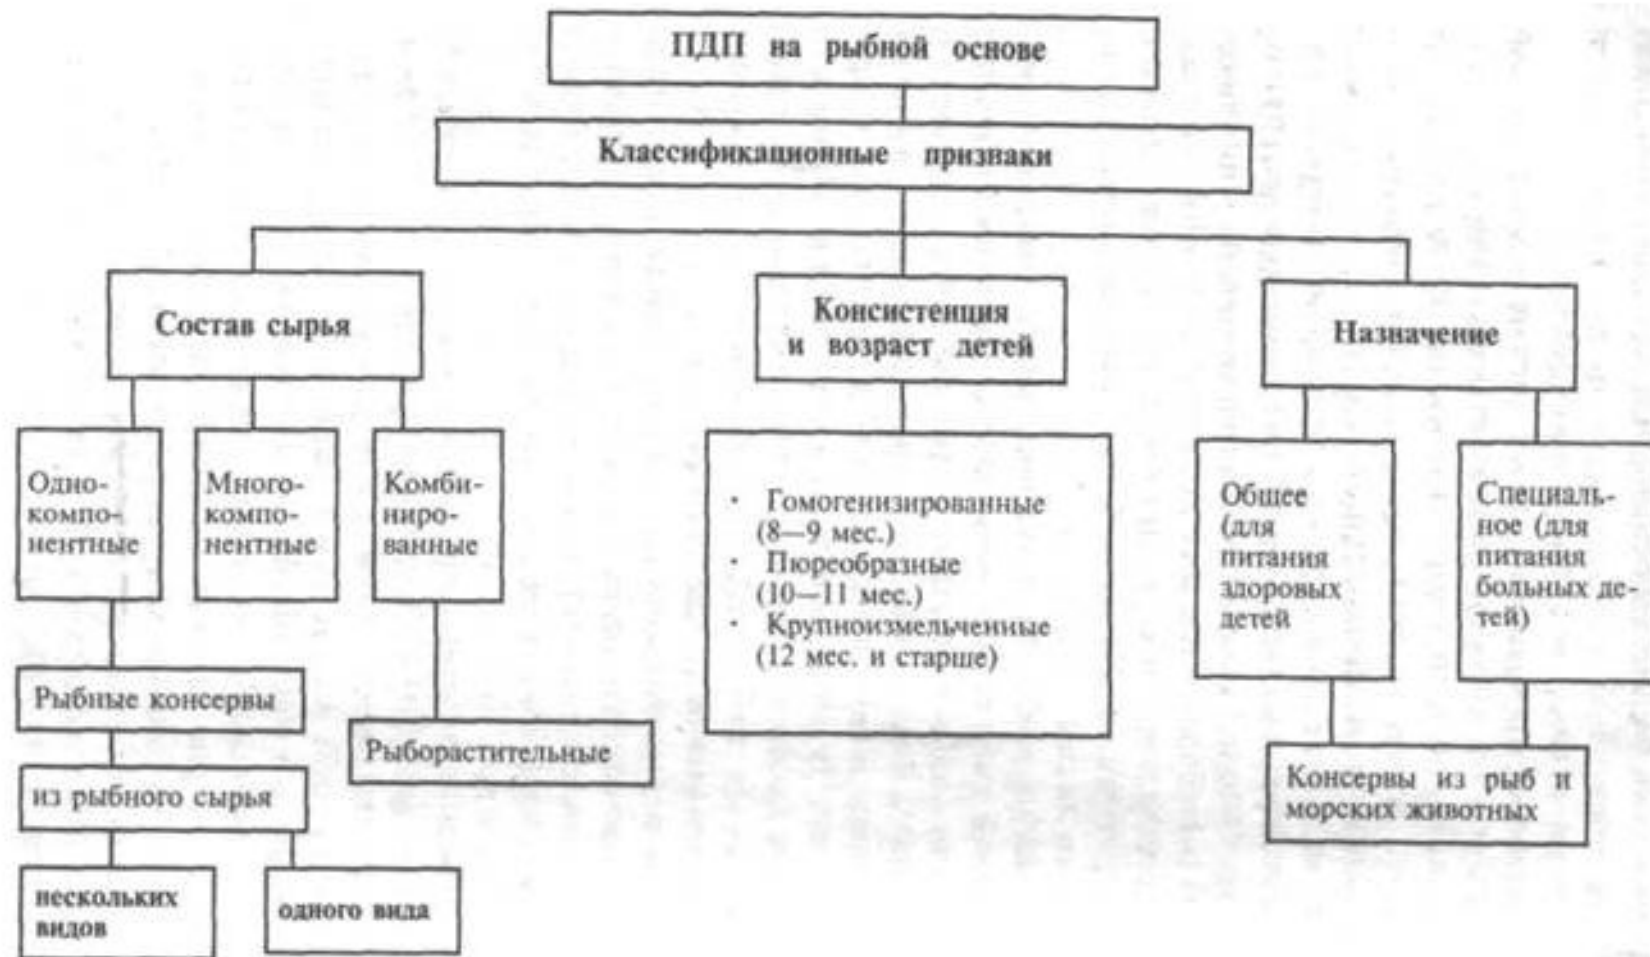 ПДП на рыбной основе
Классификационные признаки
Состав сырья
Консистенция
и возраст детей
Назначение
Одно-
компо-
нентные
Много-
компо-
нентные
Комби-
ниро-
ванные
· Гомогенизированные
(8—9 мес.)
· Пюреобразные
(10—11 мес.)
· Крупноизмельченные
(12 мес. и старше)
Общее
(для
питания
здоровых
детей
Специаль-
ное (для
питания
больных де-
тей)
Рыбные консервы
Рыборастительные
из рыбного сырья
Консервы из рыб и
морских животных
нескольких
видов
одного вида